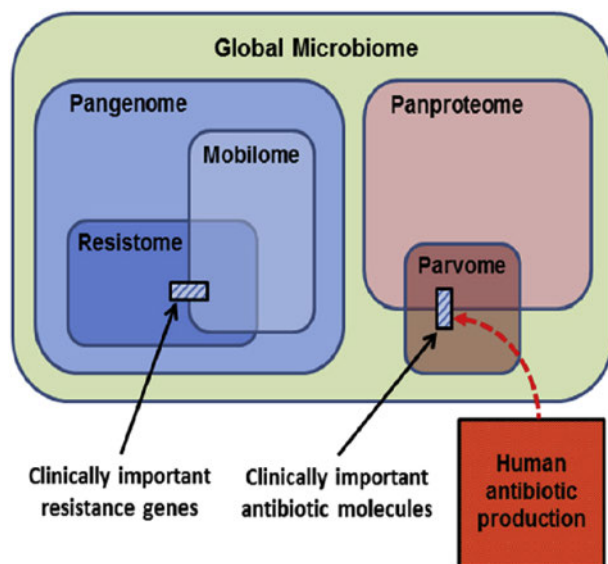 Global Microbiome
Pangenome
Panproteome
Mobilome
Resistome
Parvome
Clinically important
resistance genes
Clinically important
antibiotic molecules
Human
antibiotic
production